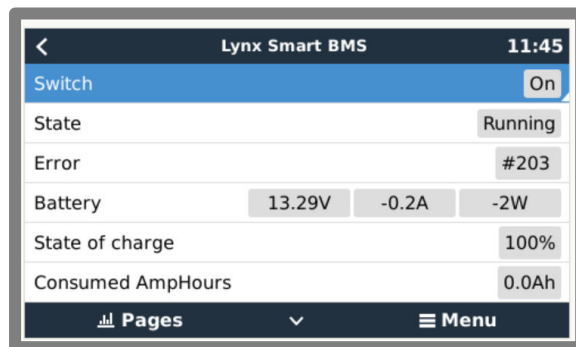 Lynx Smart BMS 11:45
Switch On
State Running
Error #203
Battery 13.29V -0.2A -2W
State of charge 100%
Consumed AmpHours 0.0Ah
Pages Menu